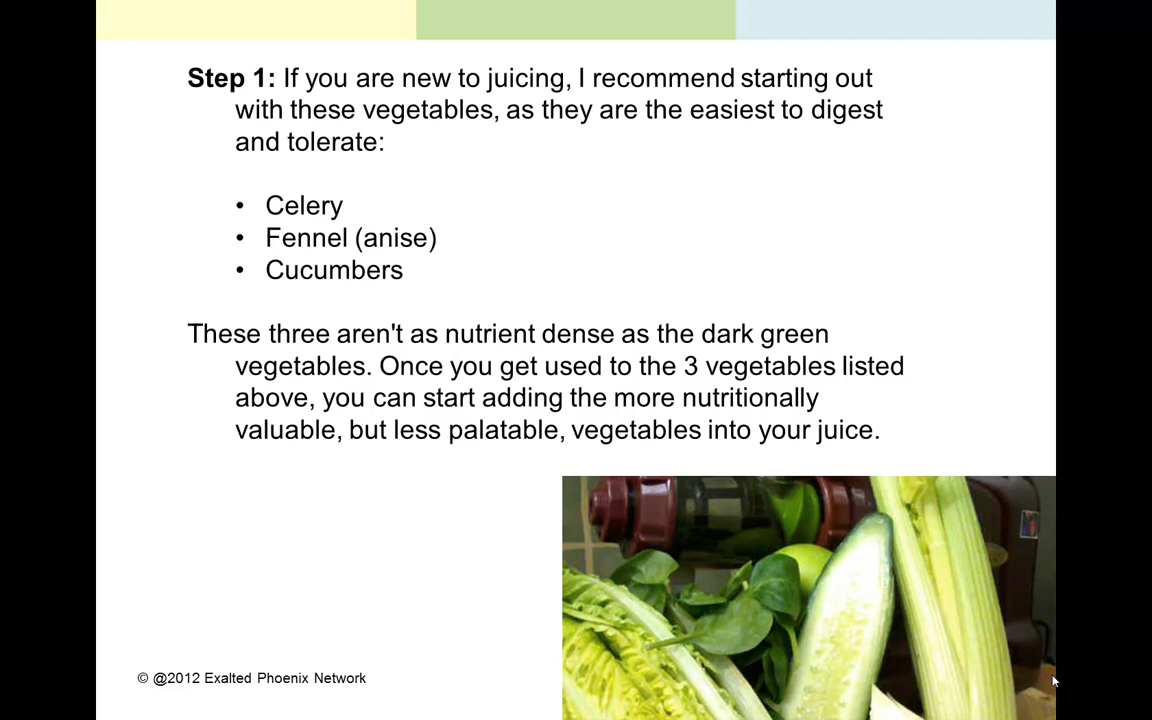 Step 1: If you are new to juicing, I recommend starting out
with these vegetables, as they are the easiest to digest
and tolerate:
• Celery
• Fennel (anise)
• Cucumbers
These three aren't as nutrient dense as the dark green
vegetables. Once you get used to the 3 vegetables listed
above, you can start adding the more nutritionally
valuable, but less palatable, vegetables into your juice.
© @2012 Exalted Phoenix Network